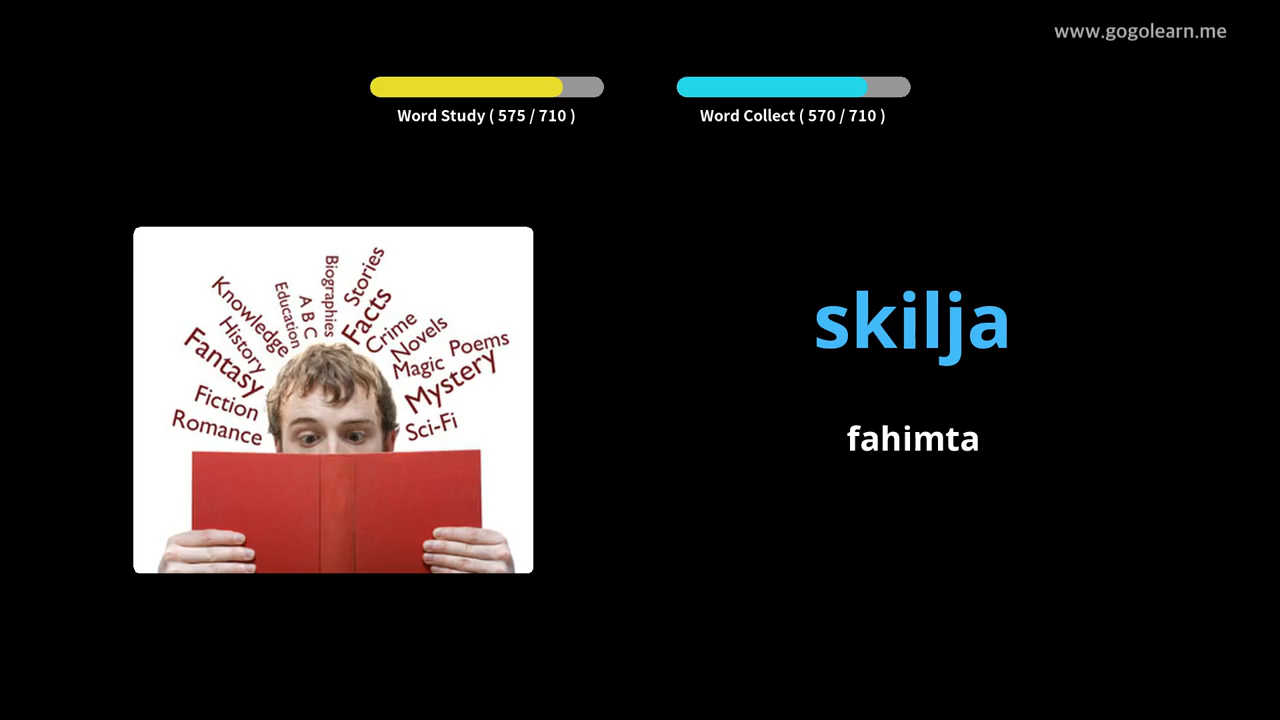 www.gogolearn.me
Word Study ( 575 / 710 )
Word Collect ( 570 / 710 )
Biographies
Stories
Education
A B C
Facts
Knowledge
Crime
History
Novels
Fantasy
Magic
Poems
Mystery
Fiction
Romance
Sci-Fi
skilja
fahimta